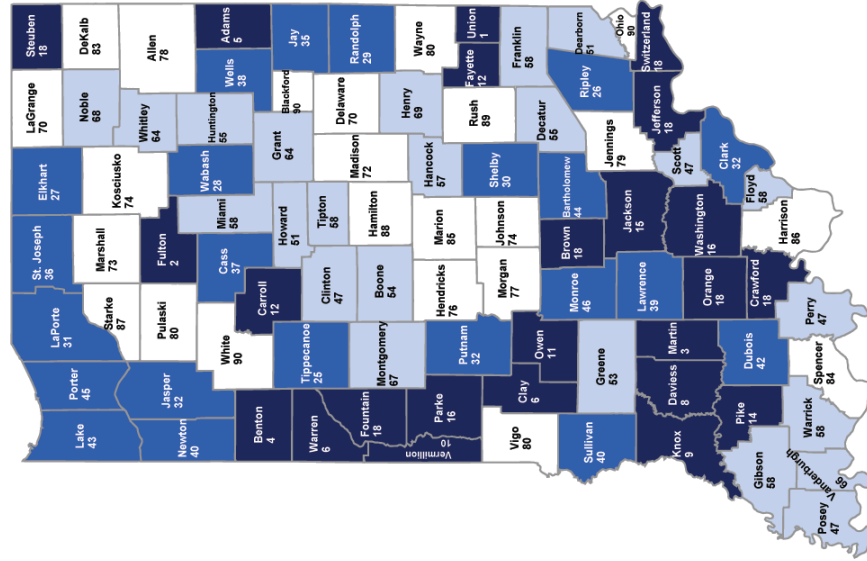 Lake
43
Porter
45
LaPorte
31
St. Joseph
36
Elkhart
27
LaGrange
70
Steuben
18
Noble
68
DeKalb
83
Starke
87
Marshall
73
Kosciusko
74
Newton
40
Jasper
32
Pulaski
80
Fulton
2
Whitley
64
Allen
78
White
90
Cass
37
Miami
58
Wabash
28
Huntington
55
Wells
38
Adams
5
Benton
4
Carroll
12
Howard
51
Grant
64
Blackford
90
Jay
35
Warren
6
Tippecanoe
25
Clinton
47
Tipton
58
Madison
72
Delaware
70
Randolph
29
Fountain
18
Montgomery
67
Boone
54
Hamilton
88
Henry
69
Wayne
80
Vermillion
10
Parke
16
Putnam
32
Hendricks
76
Marion
85
Hancock
57
Rush
89
Fayette
12
Union
1
Vigo
80
Clay
6
Owen
11
Morgan
77
Johnson
74
Shelby
30
Decatur
55
Franklin
58
Sullivan
40
Greene
53
Monroe
46
Brown
18
Bartholomew
44
Jennings
79
Ripley
26
Dearborn
51
Ohio
90
Knox
9
Daviess
8
Martin
3
Lawrence
39
Jackson
15
Scott
47
Jefferson
18
Switzerland
18
Gibson
58
Pike
14
Dubois
42
Orange
18
Washington
16
Clark
32
Floyd
58
Posey
47
Vanderburgh
66
Warrick
58
Spencer
84
Perry
47
Crawford
18
Harrison
86